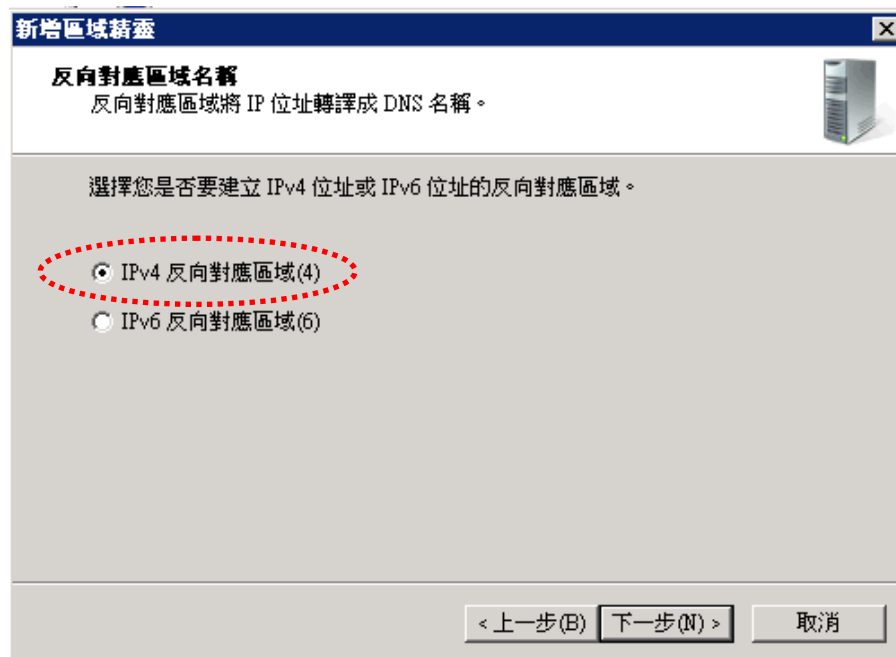 新增區域精靈
反向對應區域名稱
反向對應區域將 IP 位址轉譯成 DNS 名稱。
選擇您是否要建立 IPv4 位址或 IPv6 位址的反向對應區域。
IPv4 反向對應區域(4)
IPv6 反向對應區域(6)
< 上一步(B) 下一步(N) > 取消